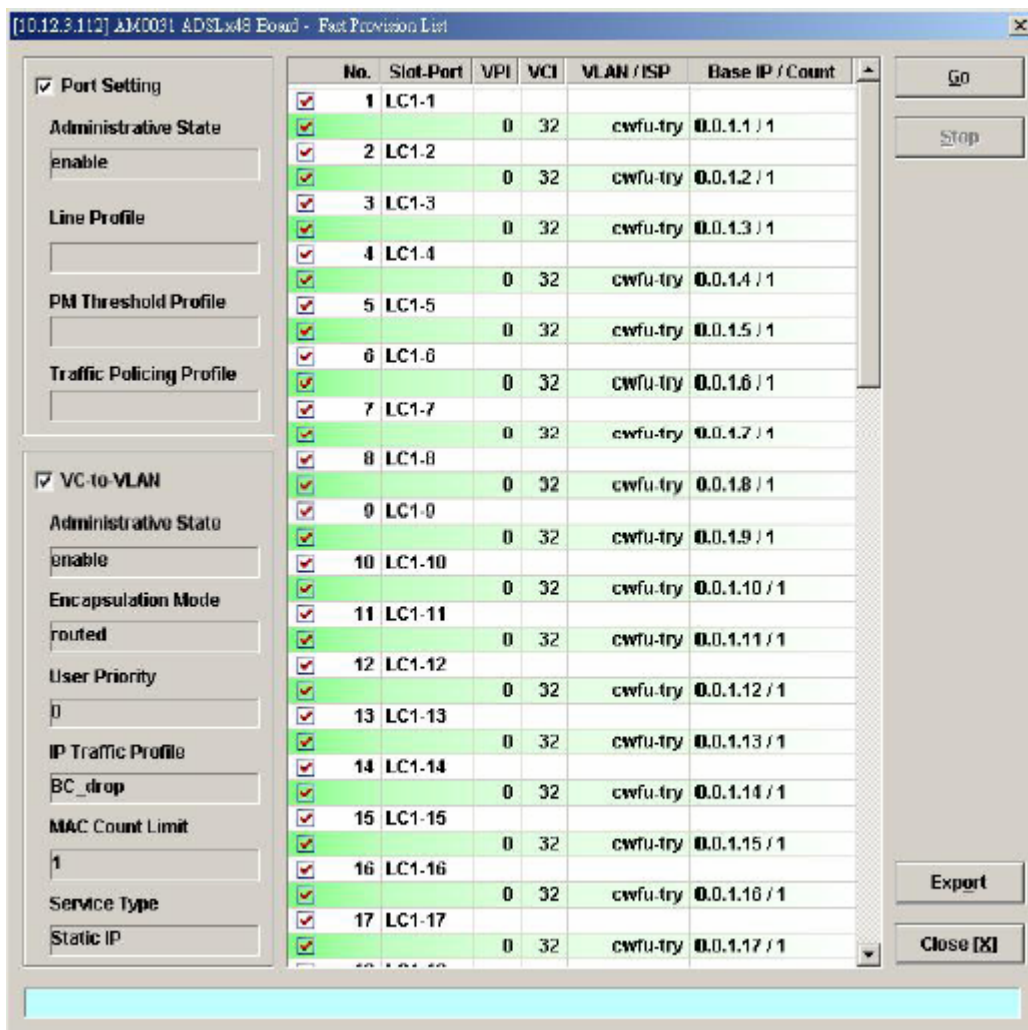 [10.12.3.112] AM0031 ADSLx48 Board - Fast Provision List
Port Setting
Administrative State
enable
Line Profile
PM Threshold Profile
Traffic Policing Profile
VC-to-VLAN
Administrative State
enable
Encapsulation Mode
routed
User Priority
0
IP Traffic Profile
BC_drop
MAC Count Limit
1
Service Type
Static IP
No. Slot-Port VPI VCI VLAN / ISP Base IP / Count
1 LC1-1
0 32 cwfu-try 0.0.1.1 / 1
2 LC1-2
0 32 cwfu-try 0.0.1.2 / 1
3 LC1-3
0 32 cwfu-try 0.0.1.3 / 1
4 LC1-4
0 32 cwfu-try 0.0.1.4 / 1
5 LC1-5
0 32 cwfu-try 0.0.1.5 / 1
6 LC1-6
0 32 cwfu-try 0.0.1.6 / 1
7 LC1-7
0 32 cwfu-try 0.0.1.7 / 1
8 LC1-8
0 32 cwfu-try 0.0.1.8 / 1
9 LC1-9
0 32 cwfu-try 0.0.1.9 / 1
10 LC1-10
0 32 cwfu-try 0.0.1.10 / 1
11 LC1-11
0 32 cwfu-try 0.0.1.11 / 1
12 LC1-12
0 32 cwfu-try 0.0.1.12 / 1
13 LC1-13
0 32 cwfu-try 0.0.1.13 / 1
14 LC1-14
0 32 cwfu-try 0.0.1.14 / 1
15 LC1-15
0 32 cwfu-try 0.0.1.15 / 1
16 LC1-16
0 32 cwfu-try 0.0.1.16 / 1
17 LC1-17
0 32 cwfu-try 0.0.1.17 / 1
Go
Stop
Export
Close [X]